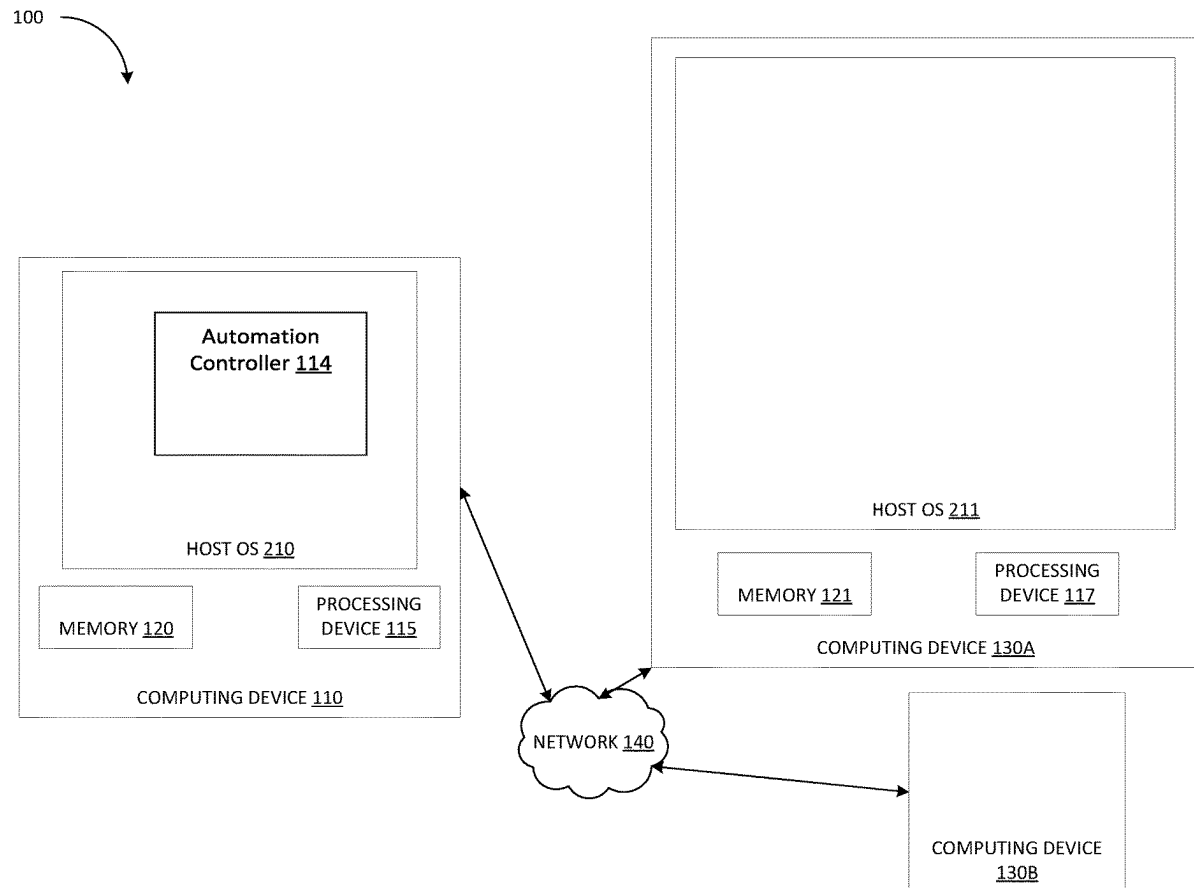 100
Automation
Controller 114
HOST OS 210
MEMORY 120
PROCESSING
DEVICE 115
COMPUTING DEVICE 110
HOST OS 211
MEMORY 121
PROCESSING
DEVICE 117
COMPUTING DEVICE 130A
NETWORK 140
COMPUTING DEVICE
130B